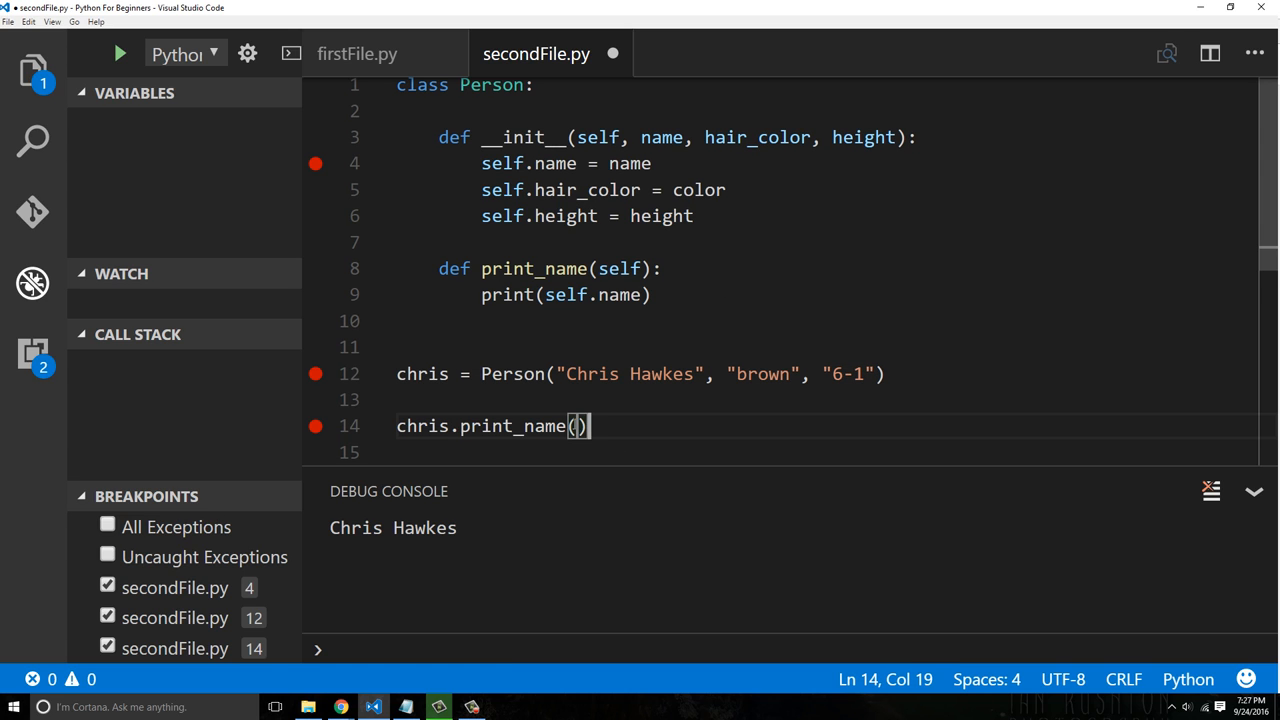 ● secondFile.py - Python For Beginners - Visual Studio Code
File Edit View Go Help
Pythor
firstFile.py
secondFile.py ●
1
VARIABLES
WATCH
CALL STACK
2
BREAKPOINTS
All Exceptions
Uncaught Exceptions
secondFile.py 4
secondFile.py 12
secondFile.py 14
1 class Person:
2
3 def __init__(self, name, hair_color, height):
4 self.name = name
5 self.hair_color = color
6 self.height = height
7
8 def print_name(self):
9 print(self.name)
10
11
12 chris = Person("Chris Hawkes", "brown", "6-1")
13
14 chris.print_name()
15
DEBUG CONSOLE
Chris Hawkes
0 0
Ln 14, Col 19 Spaces: 4 UTF-8 CRLF Python
I'm Cortana. Ask me anything.
7:27 PM
9/24/2016